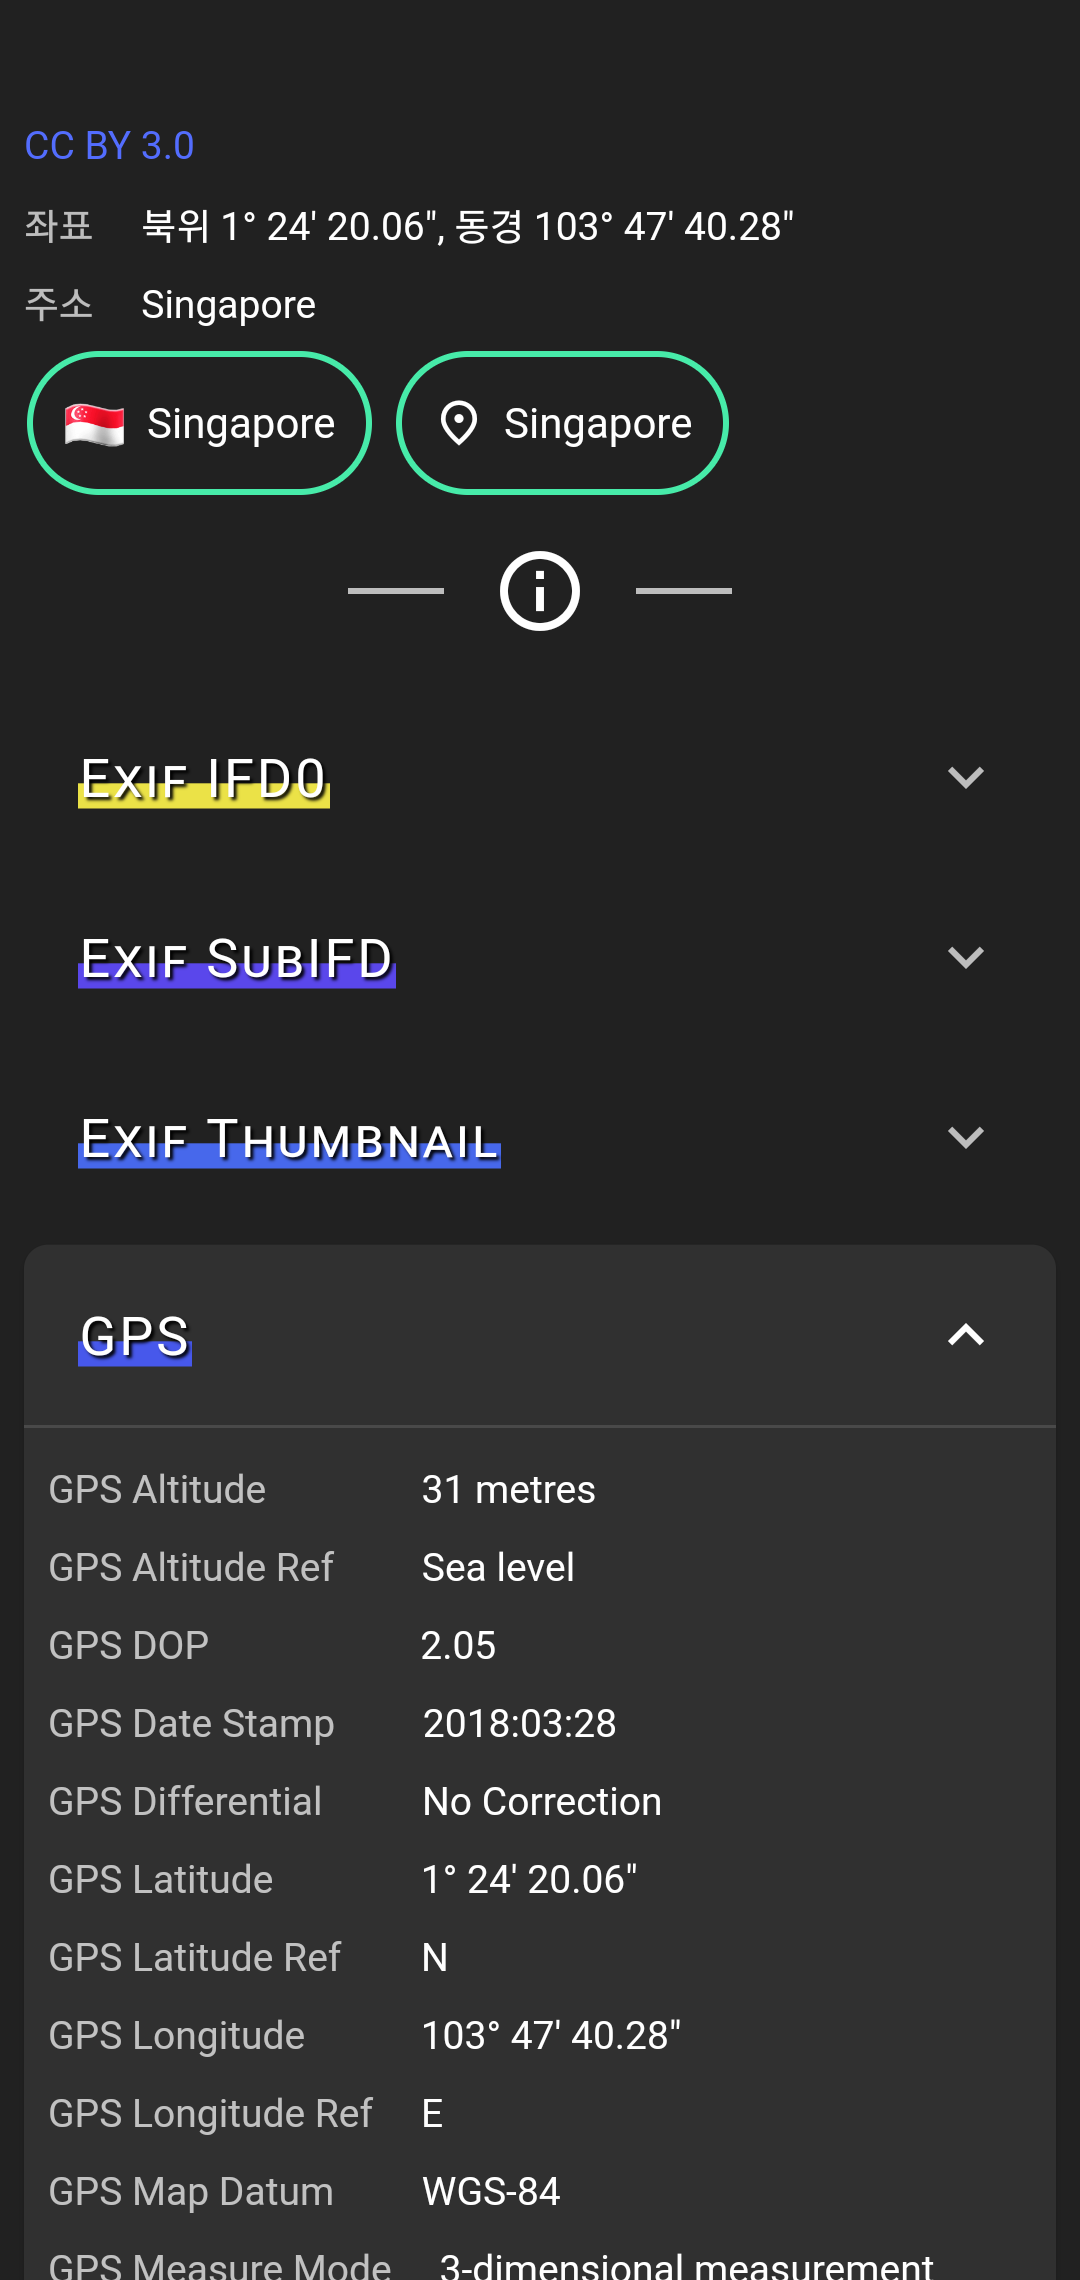 CC BY 3.0
좌표 북위 1° 24' 20.06", 동경 103° 47' 40.28"
주소 Singapore
Singapore Singapore
Exif IFD0
Exif SubIFD
Exif Thumbnail
GPS
GPS Altitude 31 metres
GPS Altitude Ref Sea level
GPS DOP 2.05
GPS Date Stamp 2018:03:28
GPS Differential No Correction
GPS Latitude 1° 24' 20.06"
GPS Latitude Ref N
GPS Longitude 103° 47' 40.28"
GPS Longitude Ref E
GPS Map Datum WGS-84
GPS Measure Mode 3-dimensional measurement